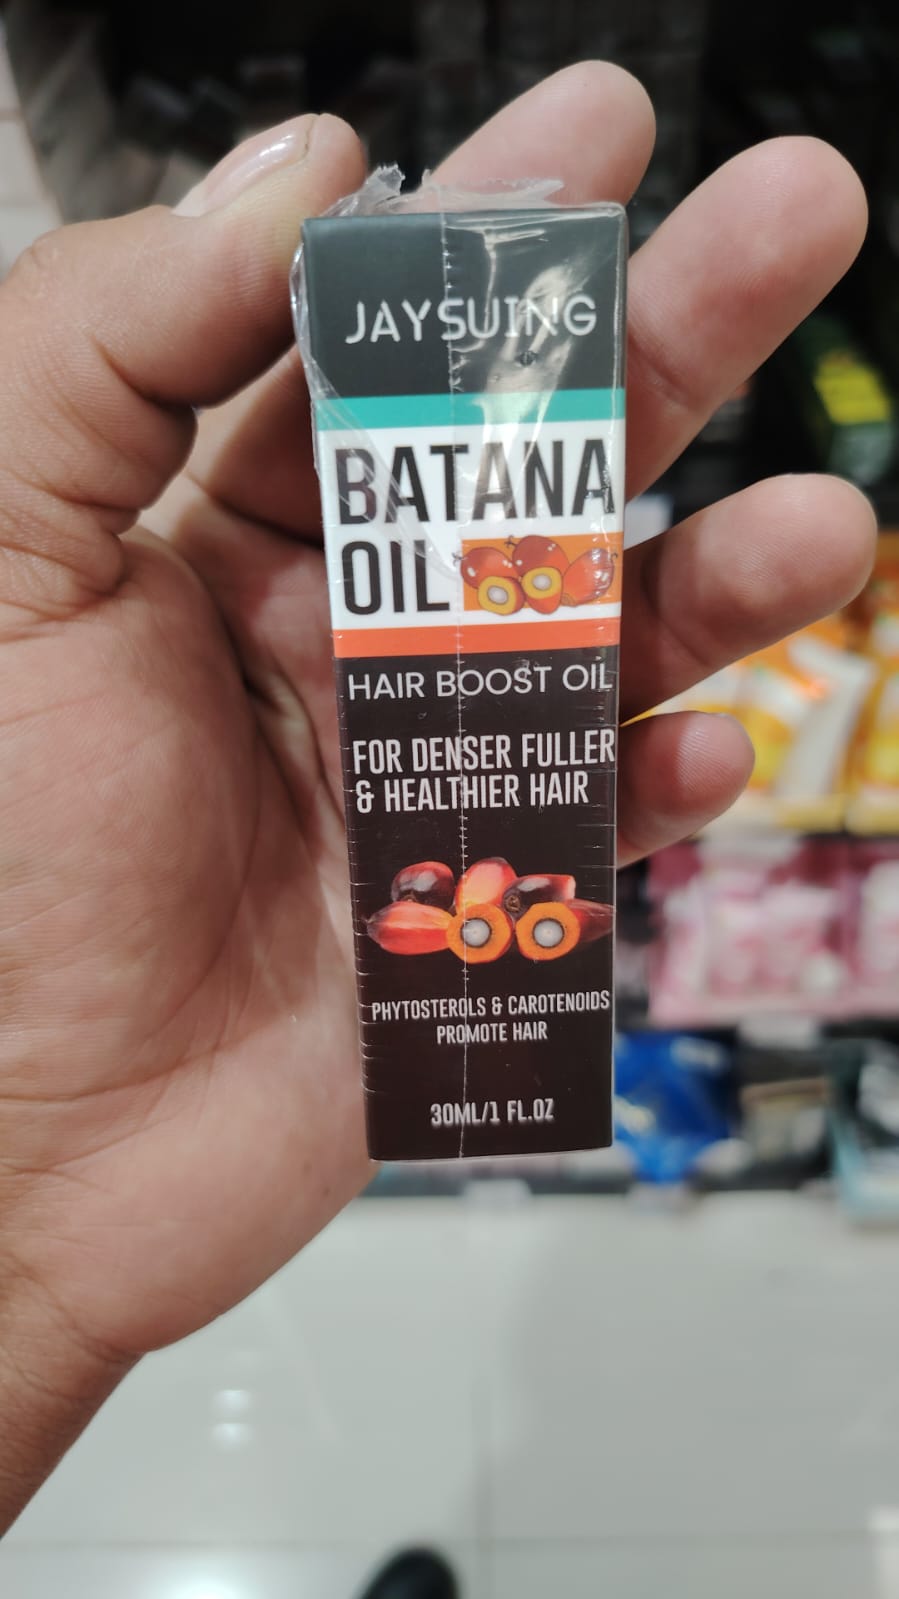 JAYSUING
BATANA
OIL
HAIR BOOST OIL
FOR DENSER FULLER
& HEALTHIER HAIR
PHYTOSTEROLS & CAROTENOIDS
PROMOTE HAIR
30ML/1 FL.OZ